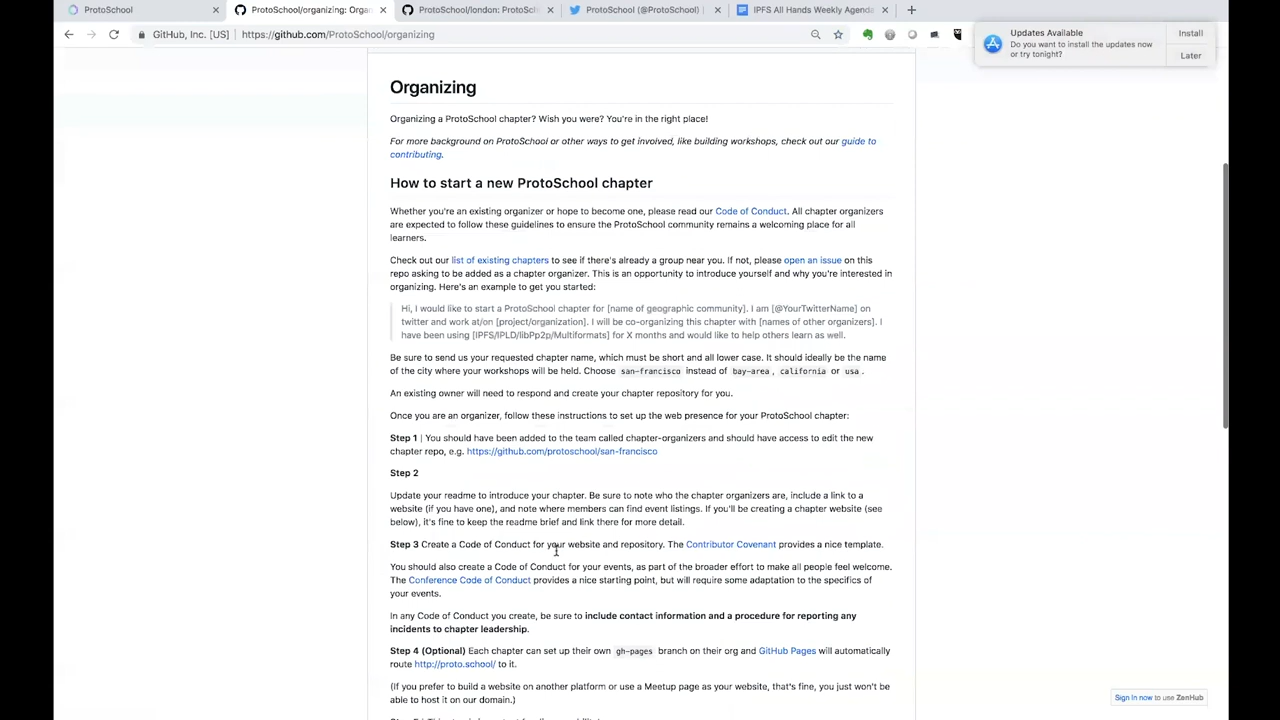 ProtoSchool
ProtoSchool/organizing: Organ
ProtoSchool/london: ProtoSch
ProtoSchool (@ProtoSchool) |
IPFS All Hands Weekly Agenda
GitHub, Inc. [US]
https://github.com/ProtoSchool/organizing
Updates Available
Do you want to install the updates now
or try tonight?
Install
Later
Organizing
Organizing a ProtoSchool chapter? Wish you were? You're in the right place!
For more background on ProtoSchool or other ways to get involved, like building workshops, check out our guide to
contributing.
How to start a new ProtoSchool chapter
Whether you're an existing organizer or hope to become one, please read our Code of Conduct. All chapter organizers
are expected to follow these guidelines to ensure the ProtoSchool community remains a welcoming place for all
learners.
Check out our list of existing chapters to see if there's already a group near you. If not, please open an issue on this
repo asking to be added as a chapter organizer. This is an opportunity to introduce yourself and why you're interested in
organizing. Here's an example to get you started:
Hi, I would like to start a ProtoSchool chapter for [name of geographic community]. I am [@YourTwitterName] on
twitter and work at/on [project/organization]. I will be co-organizing this chapter with [names of other organizers]. I
have been using [IPFS/IPLD/libPp2p/Multiformats] for X months and would like to help others learn as well.
Be sure to send us your requested chapter name, which must be short and all lower case. It should ideally be the name
of the city where your workshops will be held. Choose san-francisco instead of bay-area, california or usa.
An existing owner will need to respond and create your chapter repository for you.
Once you are an organizer, follow these instructions to set up the web presence for your ProtoSchool chapter:
Step 1 | You should have been added to the team called chapter-organizers and should have access to edit the new
chapter repo, e.g. https://github.com/protoschool/san-francisco
Step 2
Update your readme to introduce your chapter. Be sure to note who the chapter organizers are, include a link to a
website (if you have one), and note where members can find event listings. If you'll be creating a chapter website (see
below), it's fine to keep the readme brief and link there for more detail.
Step 3 Create a Code of Conduct for your website and repository. The Contributor Covenant provides a nice template.
You should also create a Code of Conduct for your events, as part of the broader effort to make all people feel welcome.
The Conference Code of Conduct provides a nice starting point, but will require some adaptation to the specifics of
your events.
In any Code of Conduct you create, be sure to include contact information and a procedure for reporting any
incidents to chapter leadership.
Step 4 (Optional) Each chapter can set up their own gh-pages branch on their org and GitHub Pages will automatically
route http://proto.school/ to it.
(If you prefer to build a website on another platform or use a Meetup page as your website, that's fine, you just won't be
able to host it on our domain.)
Sign in now to use ZenHub